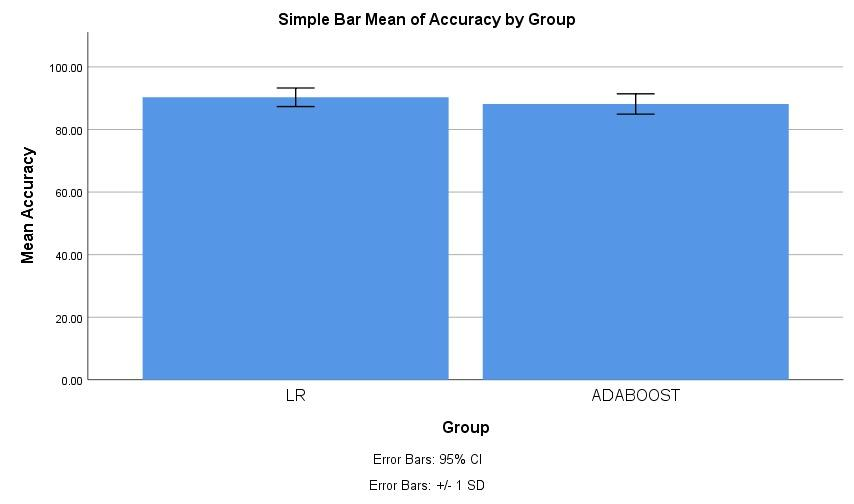 Simple Bar Mean of Accuracy by Group
Mean Accuracy
100.00
80.00
60.00
40.00
20.00
0.00
LR
ADABOOST
Group
Error Bars: 95% CI
Error Bars: +/- 1 SD